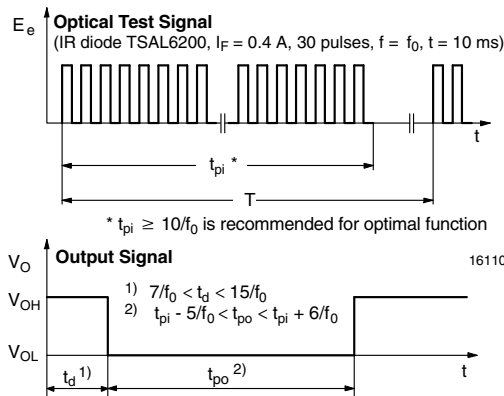 E_e
Optical Test Signal
(IR diode TSAL6200, I_F = 0.4 A, 30 pulses, f = f_0, t = 10 ms)
t
t_pi *
T
* t_pi ≥ 10/f_0 is recommended for optimal function
V_O
Output Signal
16110
V_OH
1) 7/f_0 < t_d < 15/f_0
2) t_pi - 5/f_0 < t_po < t_pi + 6/f_0
V_OL
t
t_d 1)
t_po 2)